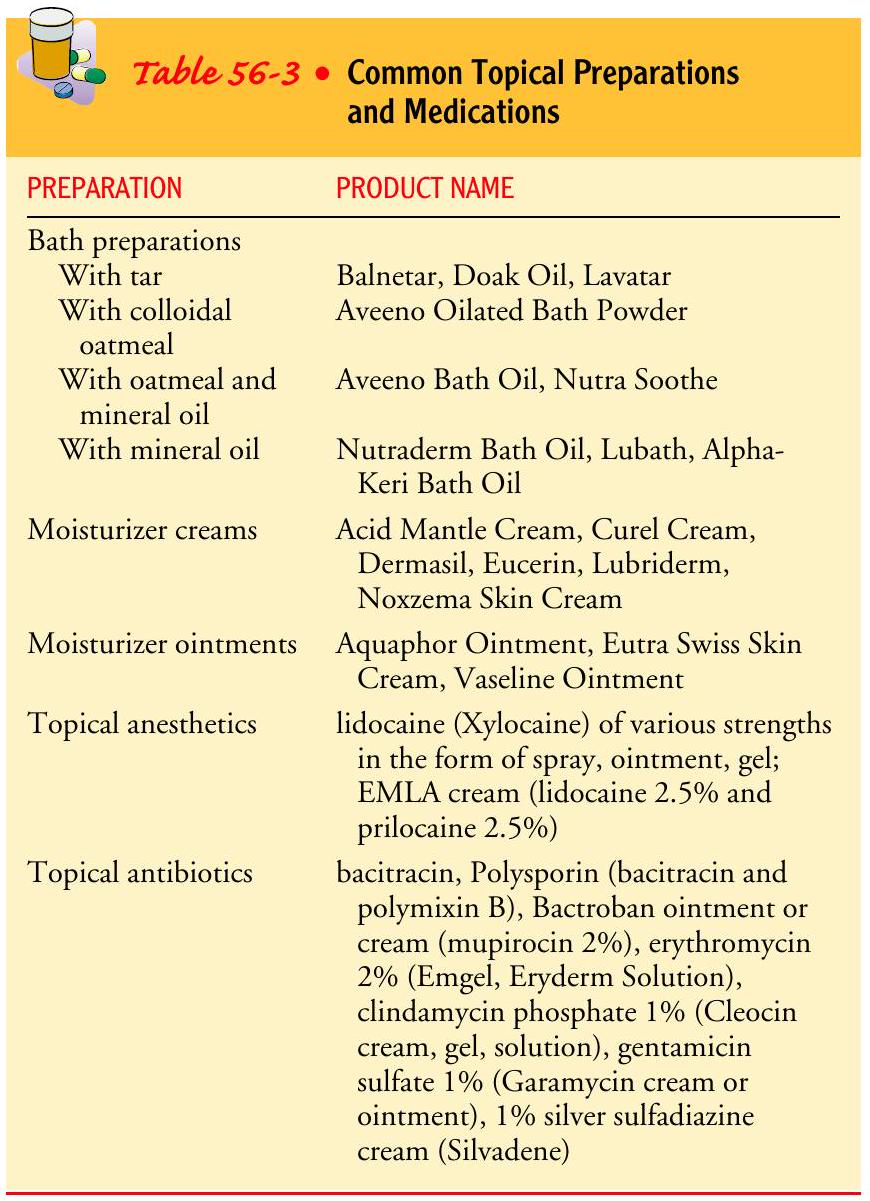 Table 56-3 • Common Topical Preparations
and Medications
PREPARATION PRODUCT NAME
Bath preparations
With tar Balnetar, Doak Oil, Lavatar
With colloidal Aveeno Oilated Bath Powder
oatmeal
With oatmeal and Aveeno Bath Oil, Nutra Soothe
mineral oil
With mineral oil Nutraderm Bath Oil, Lubath, Alpha-
Keri Bath Oil
Moisturizer creams Acid Mantle Cream, Curel Cream,
Dermasil, Eucerin, Lubriderm,
Noxzema Skin Cream
Moisturizer ointments Aquaphor Ointment, Eutra Swiss Skin
Cream, Vaseline Ointment
Topical anesthetics lidocaine (Xylocaine) of various strengths
in the form of spray, ointment, gel;
EMLA cream (lidocaine 2.5% and
prilocaine 2.5%)
Topical antibiotics bacitracin, Polysporin (bacitracin and
polymixin B), Bactroban ointment or
cream (mupirocin 2%), erythromycin
2% (Emgel, Eryderm Solution),
clindamycin phosphate 1% (Cleocin
cream, gel, solution), gentamicin
sulfate 1% (Garamycin cream or
ointment), 1% silver sulfadiazine
cream (Silvadene)